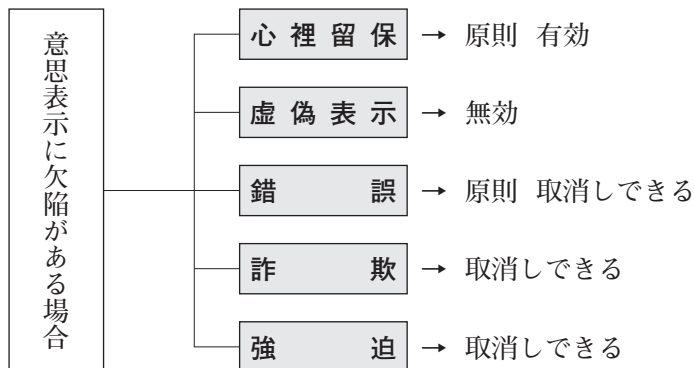 意思表示に欠陥がある場合
心裡留保 → 原則 有効
虚偽表示 → 無効
錯誤 → 原則 取消しできる
詐欺 → 取消しできる
強迫 → 取消しできる